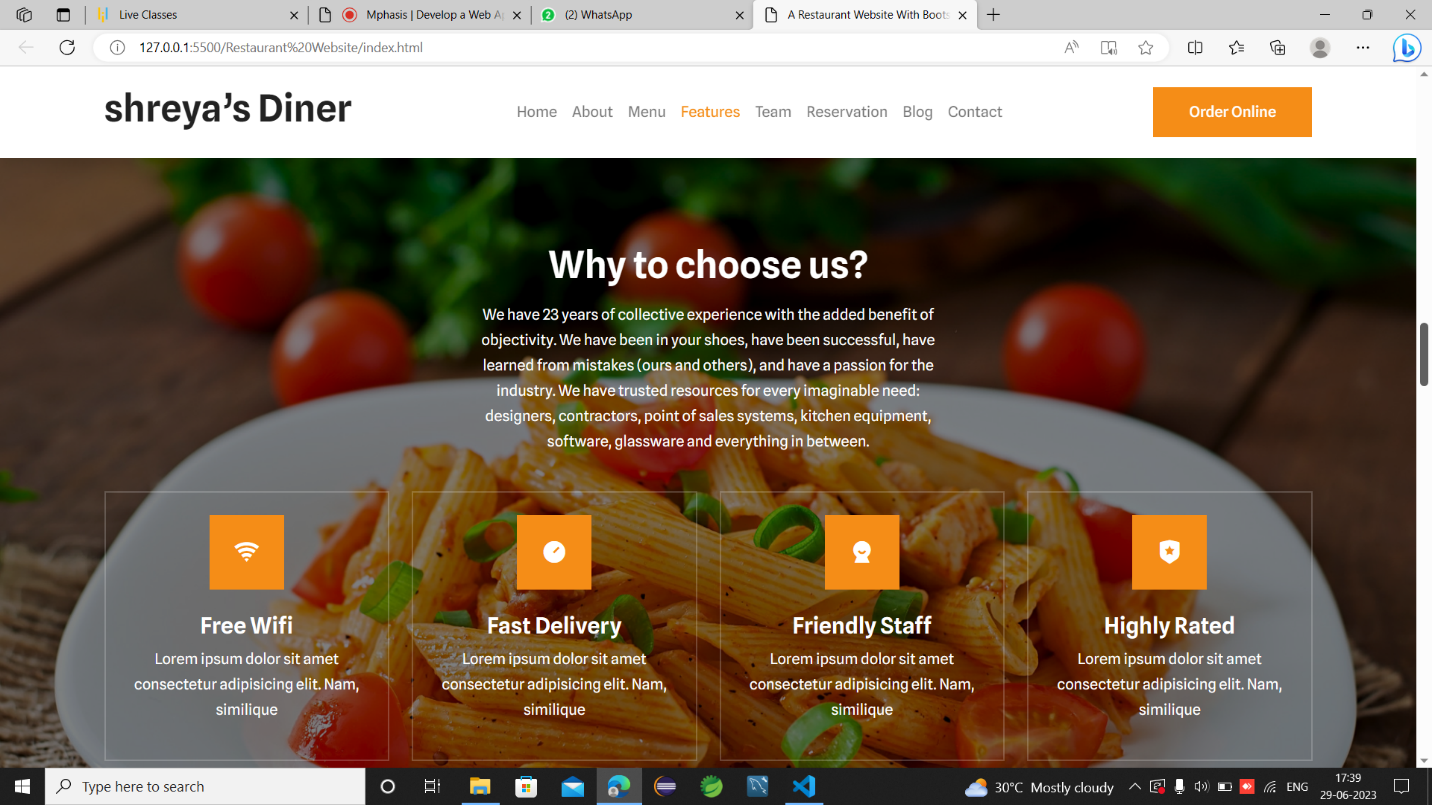 Live Classes
Mphasis | Develop a Web Ap
(2) WhatsApp
A Restaurant Website With Boots
127.0.0.1:5500/Restaurant%20Website/index.html
shreya’s Diner
Home About Menu Features Team Reservation Blog Contact
Order Online
Why to choose us?
We have 23 years of collective experience with the added benefit of
objectivity. We have been in your shoes, have been successful, have
learned from mistakes (ours and others), and have a passion for the
industry. We have trusted resources for every imaginable need:
designers, contractors, point of sales systems, kitchen equipment,
software, glassware and everything in between.
Free Wifi
Lorem ipsum dolor sit amet
consectetur adipisicing elit. Nam,
similique
Fast Delivery
Lorem ipsum dolor sit amet
consectetur adipisicing elit. Nam,
similique
Friendly Staff
Lorem ipsum dolor sit amet
consectetur adipisicing elit. Nam,
similique
Highly Rated
Lorem ipsum dolor sit amet
consectetur adipisicing elit. Nam,
similique
Type here to search
30°C Mostly cloudy
ENG
17:39
29-06-2023